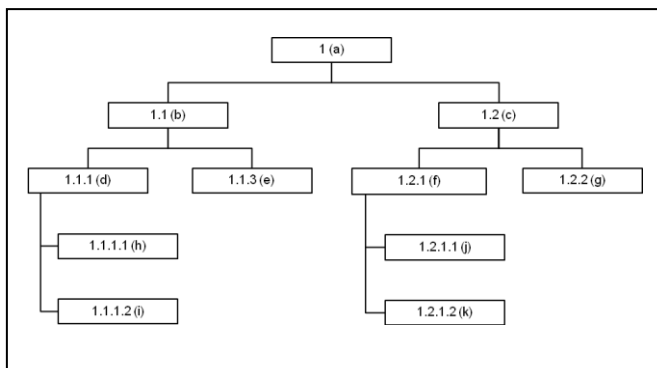 1 (a)
1.1 (b)
1.2 (c)
1.1.1 (d)
1.1.3 (e)
1.2.1 (f)
1.2.2 (g)
1.1.1.1 (h)
1.2.1.1 (j)
1.1.1.2 (i)
1.2.1.2 (k)